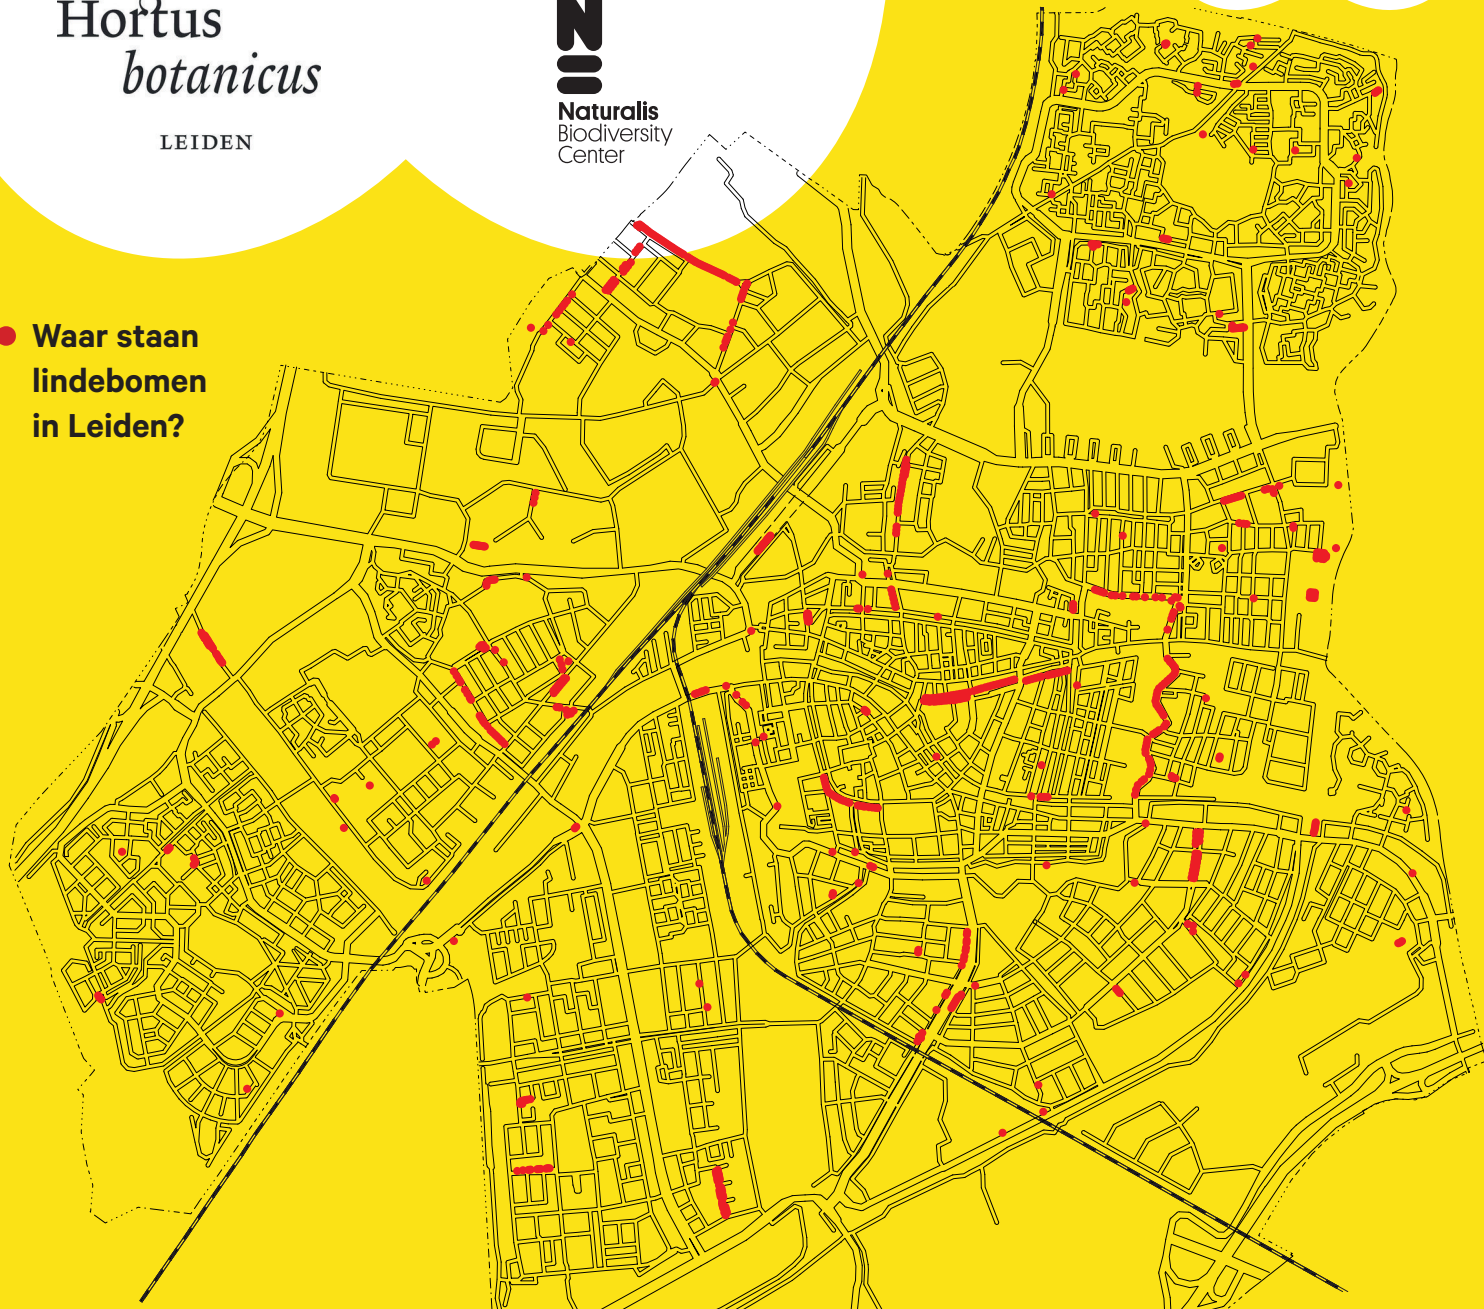 Hortus
botanicus
LEIDEN
Naturalis
Biodiversity
Center
Waar staan
lindebomen
in Leiden?